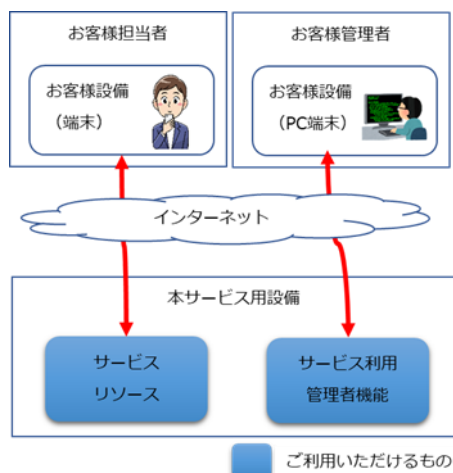 お客様担当者
お客様設備
（端末）
お客様管理者
お客様設備
（PC端末）
インターネット
本サービス用設備
サービス
リソース
サービス利用
管理者機能
ご利用いただけるもの